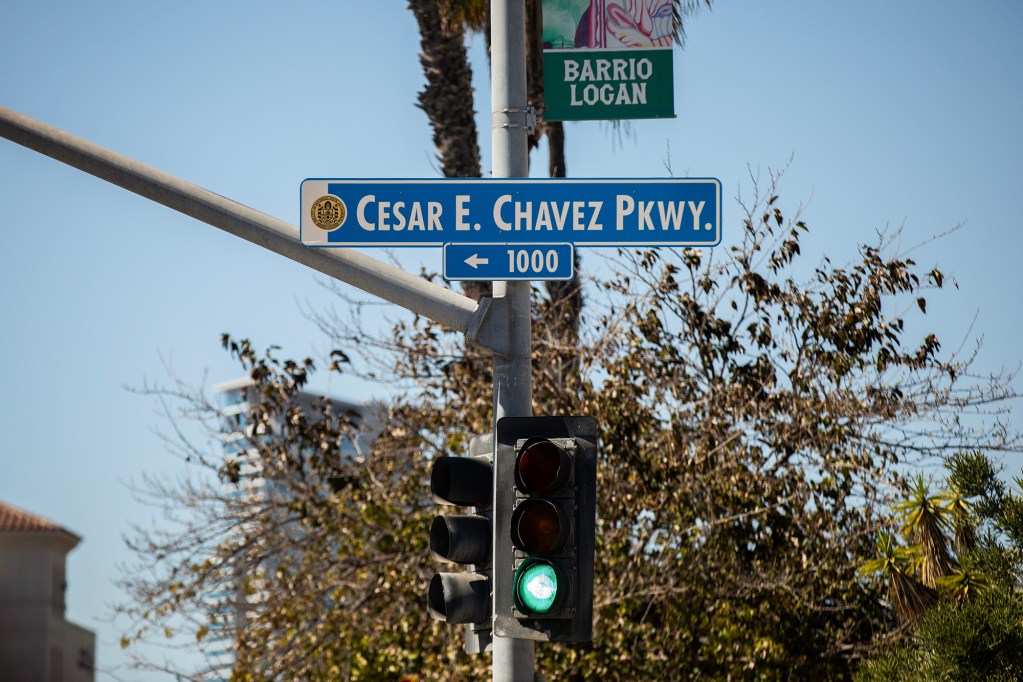 BARRIO
LOGAN
CESAR E. CHAVEZ PKWY.
← 1000